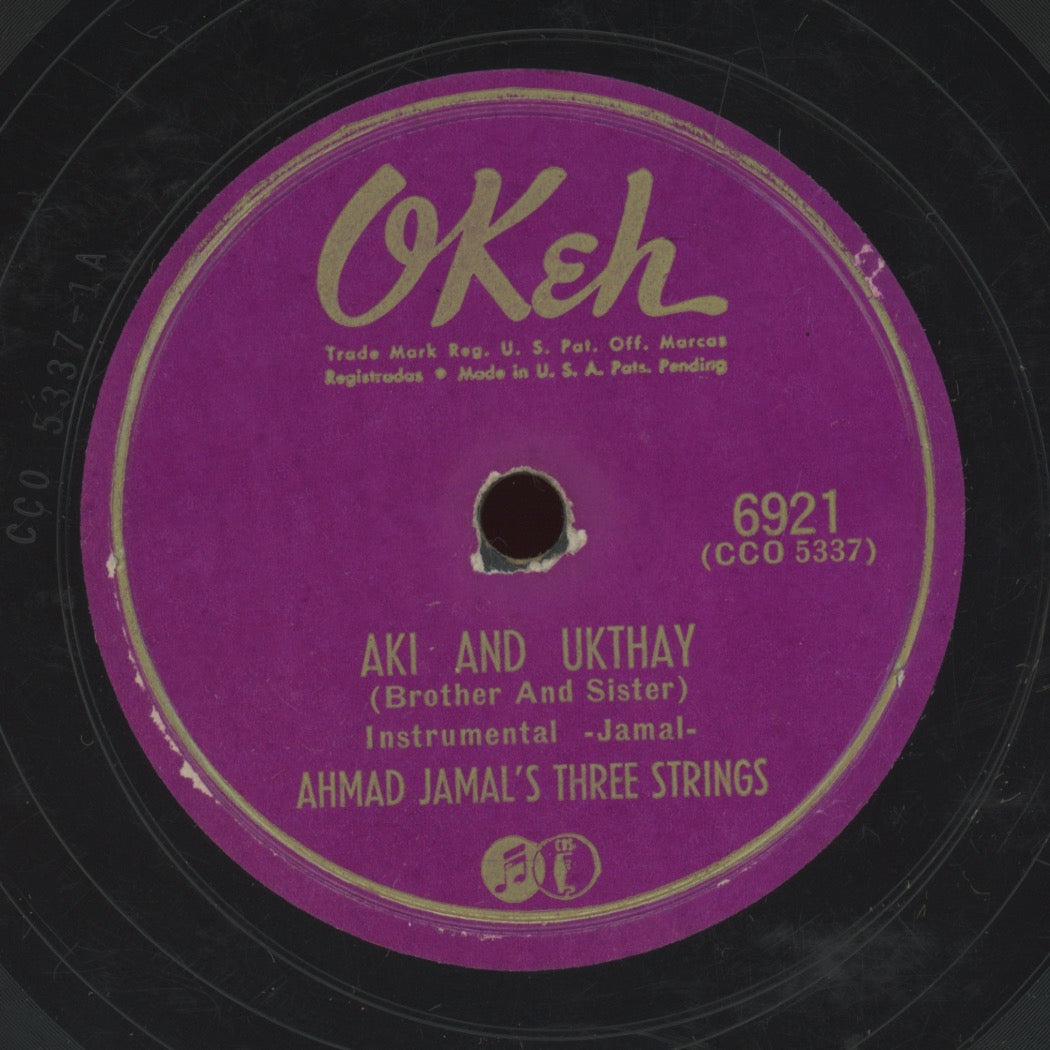 OKeh
Trade Mark Reg. U. S. Pat. Off. Marcas
Registradas • Made in U. S. A. Pats. Pending
6921
(CCO 5337)
AKI AND UKTHAY
(Brother And Sister)
Instrumental -Jamal-
AHMAD JAMAL'S THREE STRINGS
CBS
CCO 5337-1A